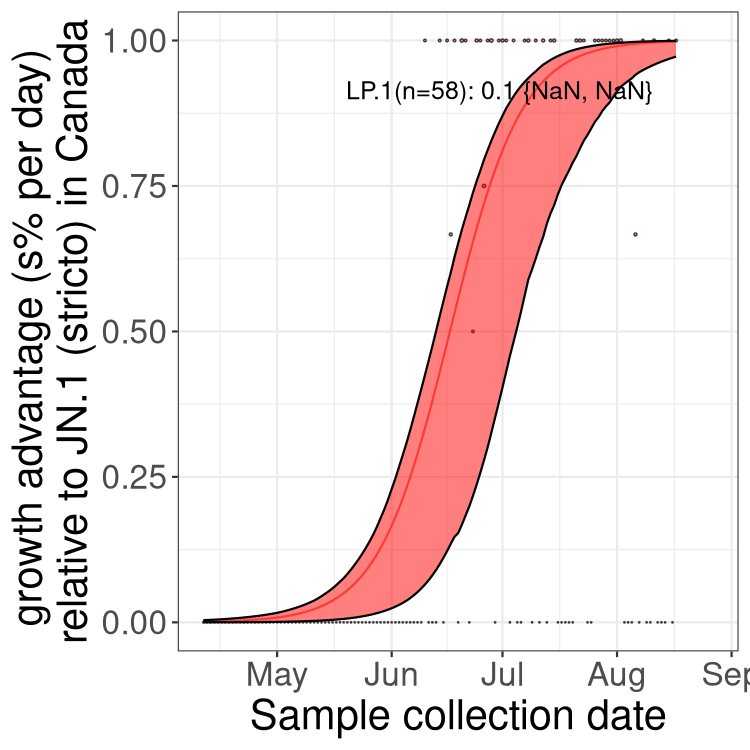 growth advantage (s% per day)
relative to JN.1 (stricto) in Canada
1.00
0.75
0.50
0.25
0.00
LP.1(n=58): 0.1 {NaN, NaN}
May Jun Jul Aug Sep
Sample collection date